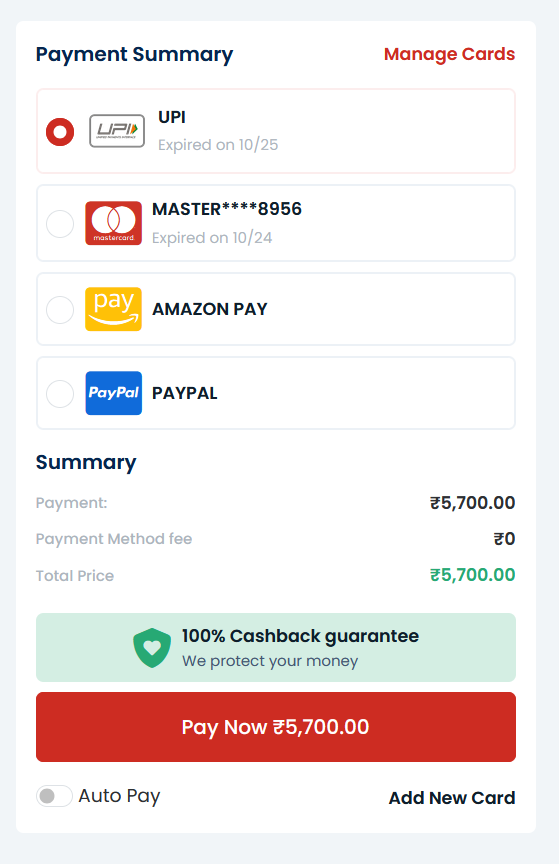 Payment Summary
Manage Cards
UPI
UPI
Expired on 10/25
mastercard
MASTER****8956
Expired on 10/24
pay
AMAZON PAY
PayPal
PAYPAL
Summary
Payment: ₹5,700.00
Payment Method fee ₹0
Total Price ₹5,700.00
100% Cashback guarantee
We protect your money
Pay Now ₹5,700.00
Auto Pay
Add New Card